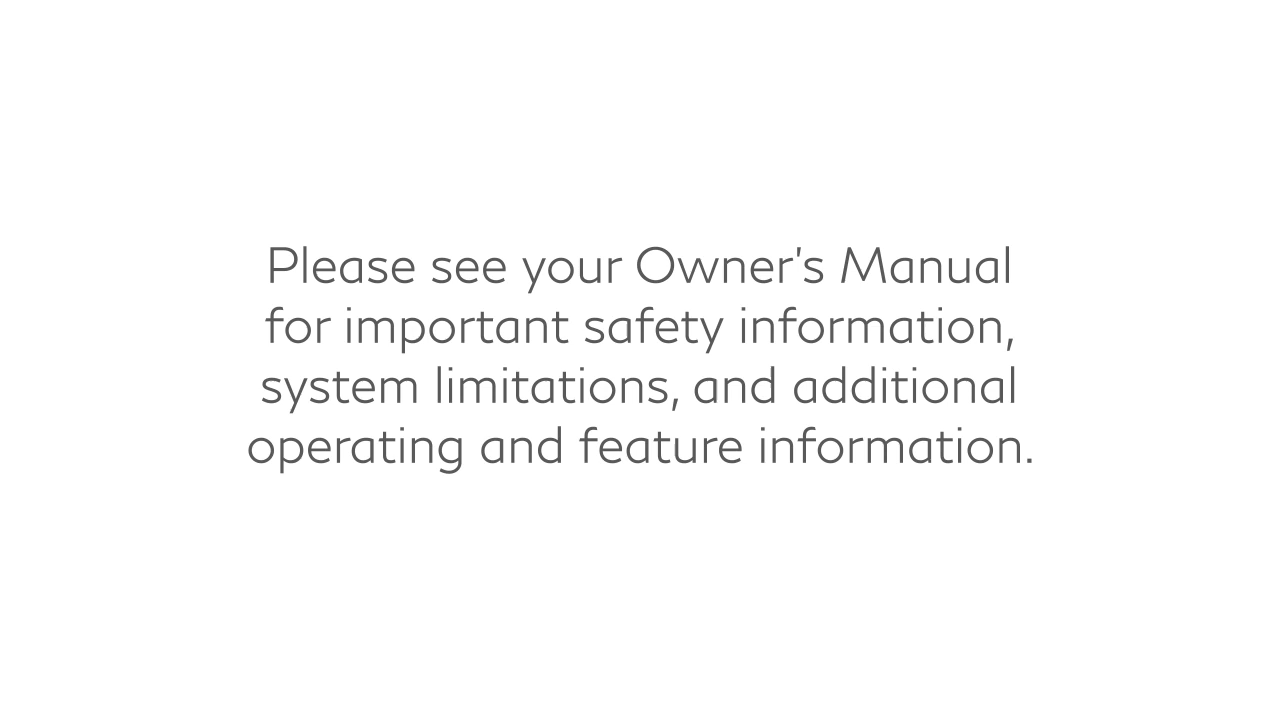 Please see your Owner's Manual
for important safety information,
system limitations, and additional
operating and feature information.